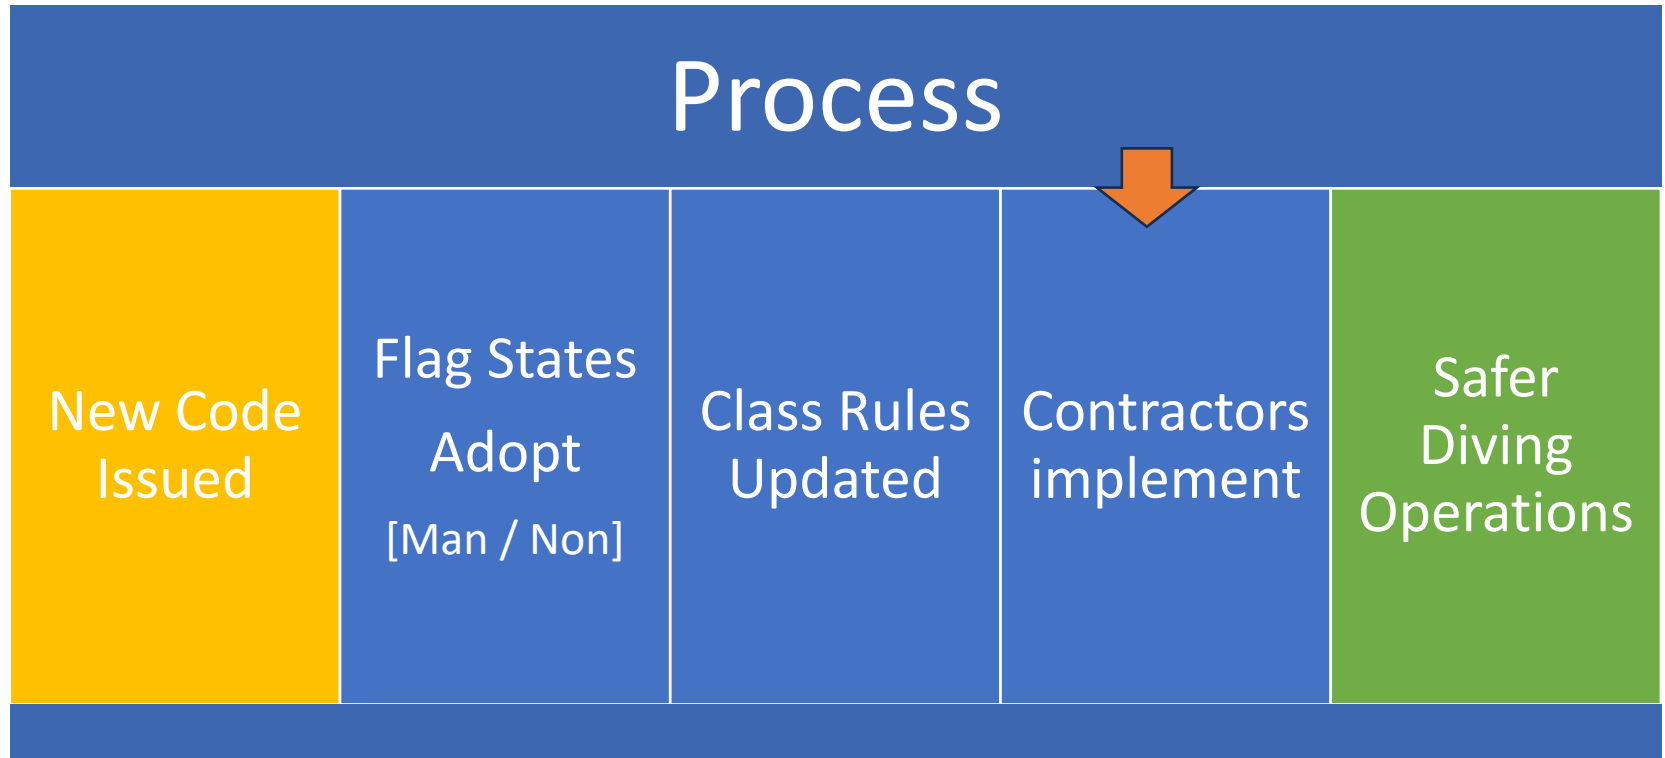 Process
New Code
Issued
Flag States
Adopt
[Man / Non]
Class Rules
Updated
Contractors
implement
Safer
Diving
Operations